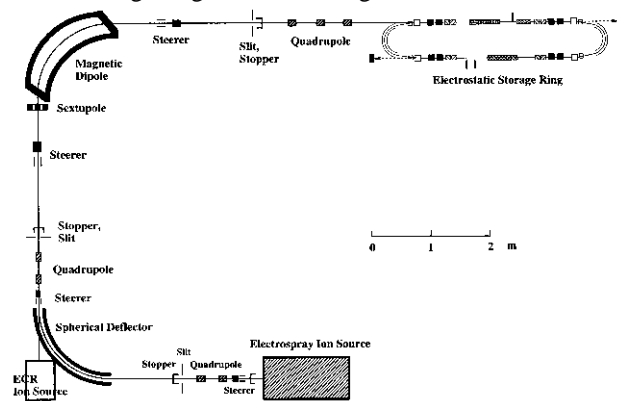 Steerer
Slit,
Stopper
Quadrupole
Magnetic
Dipole
Electrostatic Storage Ring
Sextupole
Steerer
Stopper,
Slit
0 1 2 m
Quadrupole
Steerer
Spherical Deflector
Electrospray Ion Source
Slit
Stopper
Quadrupole
Steerer
ECR
Ion Source